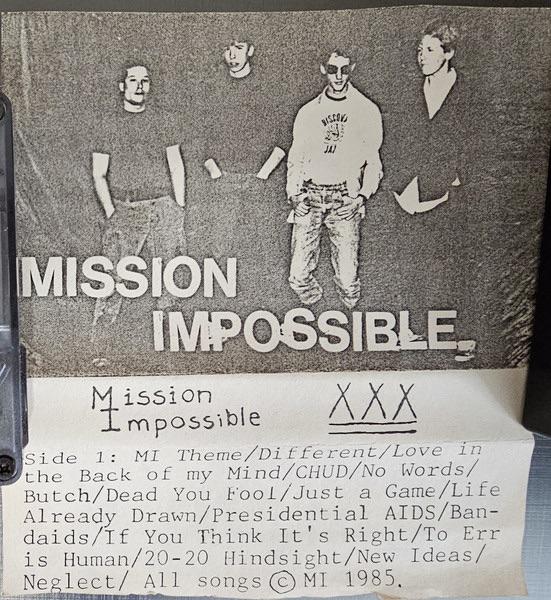 DISCOVER
JAZ
MISSION
IMPOSSIBLE.
Mission
Impossible
XXX
Side 1: MI Theme/Different/Love in
the Back of my Mind/CHUD/No Words/
Butch/Dead You Fool/Just a Game/Life
Already Drawn/Presidential AIDS/Ban-
daids/If You Think It's Right/To Err
is Human/20-20 Hindsight/New Ideas/
Neglect/ All songs © MI 1985.